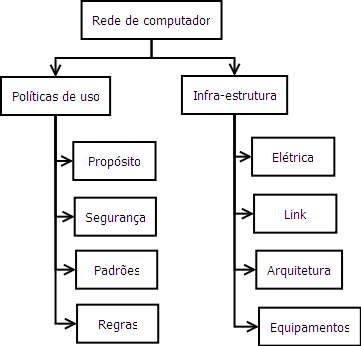 Rede de computador
Políticas de uso
Infra-estrutura
Propósito
Segurança
Padrões
Regras
Elétrica
Link
Arquitetura
Equipamentos